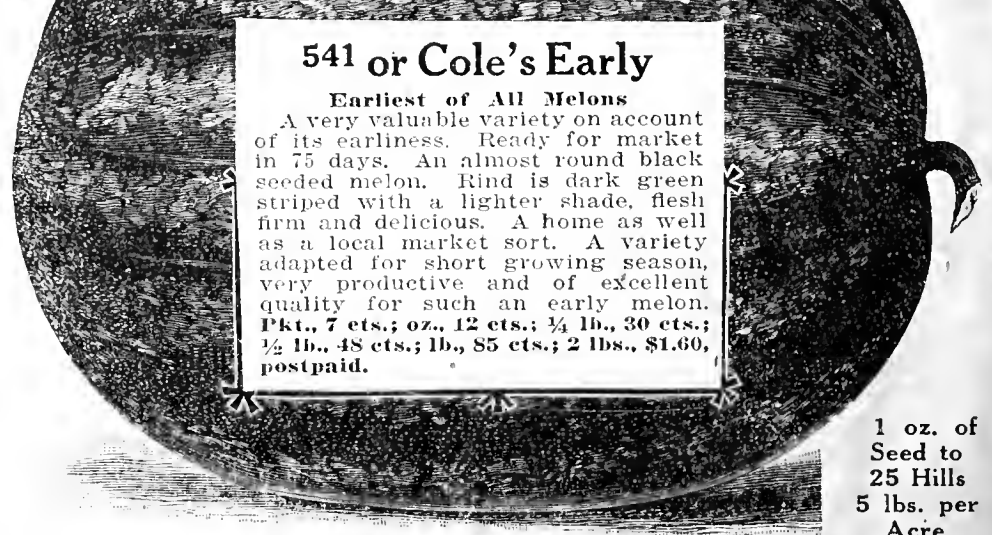 541 or Cole's Early
Earliest of All Melons
A very valuable variety on account
of its earliness. Ready for market
in 75 days. An almost round black
seeded melon. Rind is dark green
striped with a lighter shade, flesh
firm and delicious. A home as well
as a local market sort. A variety
adapted for short growing season,
very productive and of excellent
quality for such an early melon.
Pkt., 7 cts.; oz., 12 cts.; ¼ lb., 30 cts.;
½ lb., 48 cts.; lb., 85 cts.; 2 lbs., $1.60,
postpaid.
1 oz. of
Seed to
25 Hills
5 lbs. per
Acre